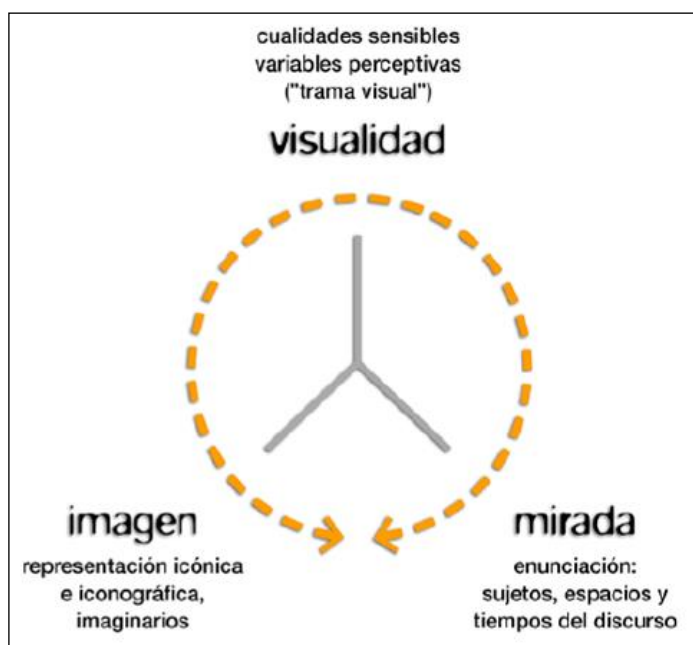 cualidades sensibles
variables perceptivas
("trama visual")
visualidad
imagen
representación icónica
e iconográfica,
imaginarios
mirada
enunciación:
sujetos, espacios y
tiempos del discurso